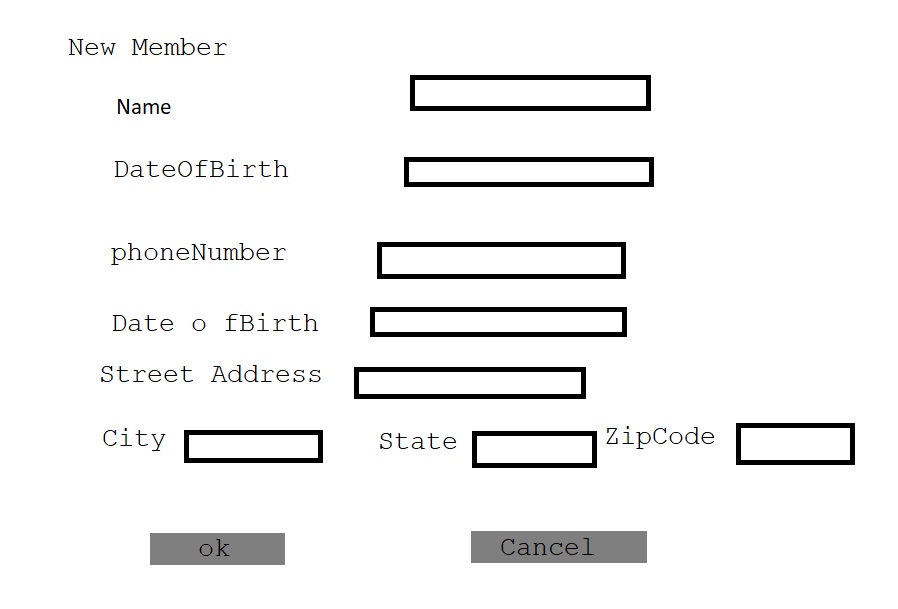 New Member
Name
DateOfBirth
phoneNumber
Date o fBirth
Street Address
City State ZipCode
ok Cancel